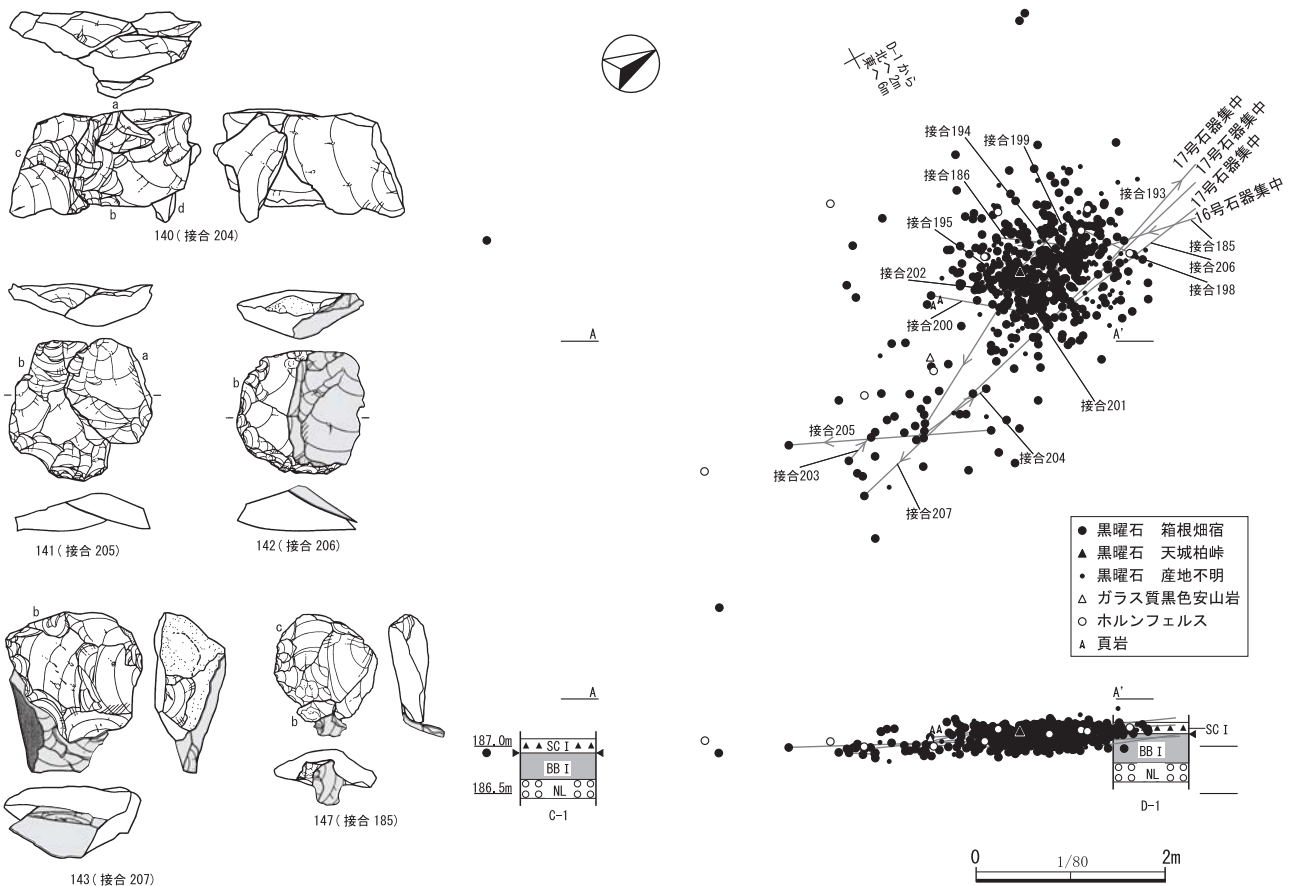 a
c
b
d
140(接合204)
b
a
141(接合205)
b
142(接合206)
b
143(接合207)
c
b
147(接合185)
D-1から
北へ2m
東へ6m
接合194
接合199
接合186
接合195
接合202
接合200
接合193
17号石器集中
17号石器集中
17号石器集中
16号石器集中
接合185
接合206
接合198
A
A'
A A
接合201
接合205
接合203
接合204
接合207
黒曜石 箱根畑宿
黒曜石 天城柏峠
黒曜石 産地不明
ガラス質黒色安山岩
ホルンフェルス
A 頁岩
A
A'
A A
187.0m
SCⅠ
BBⅠ
186.5m
NL
C-1
SCⅠ
BBⅠ
NL
D-1
0 1/80 2m